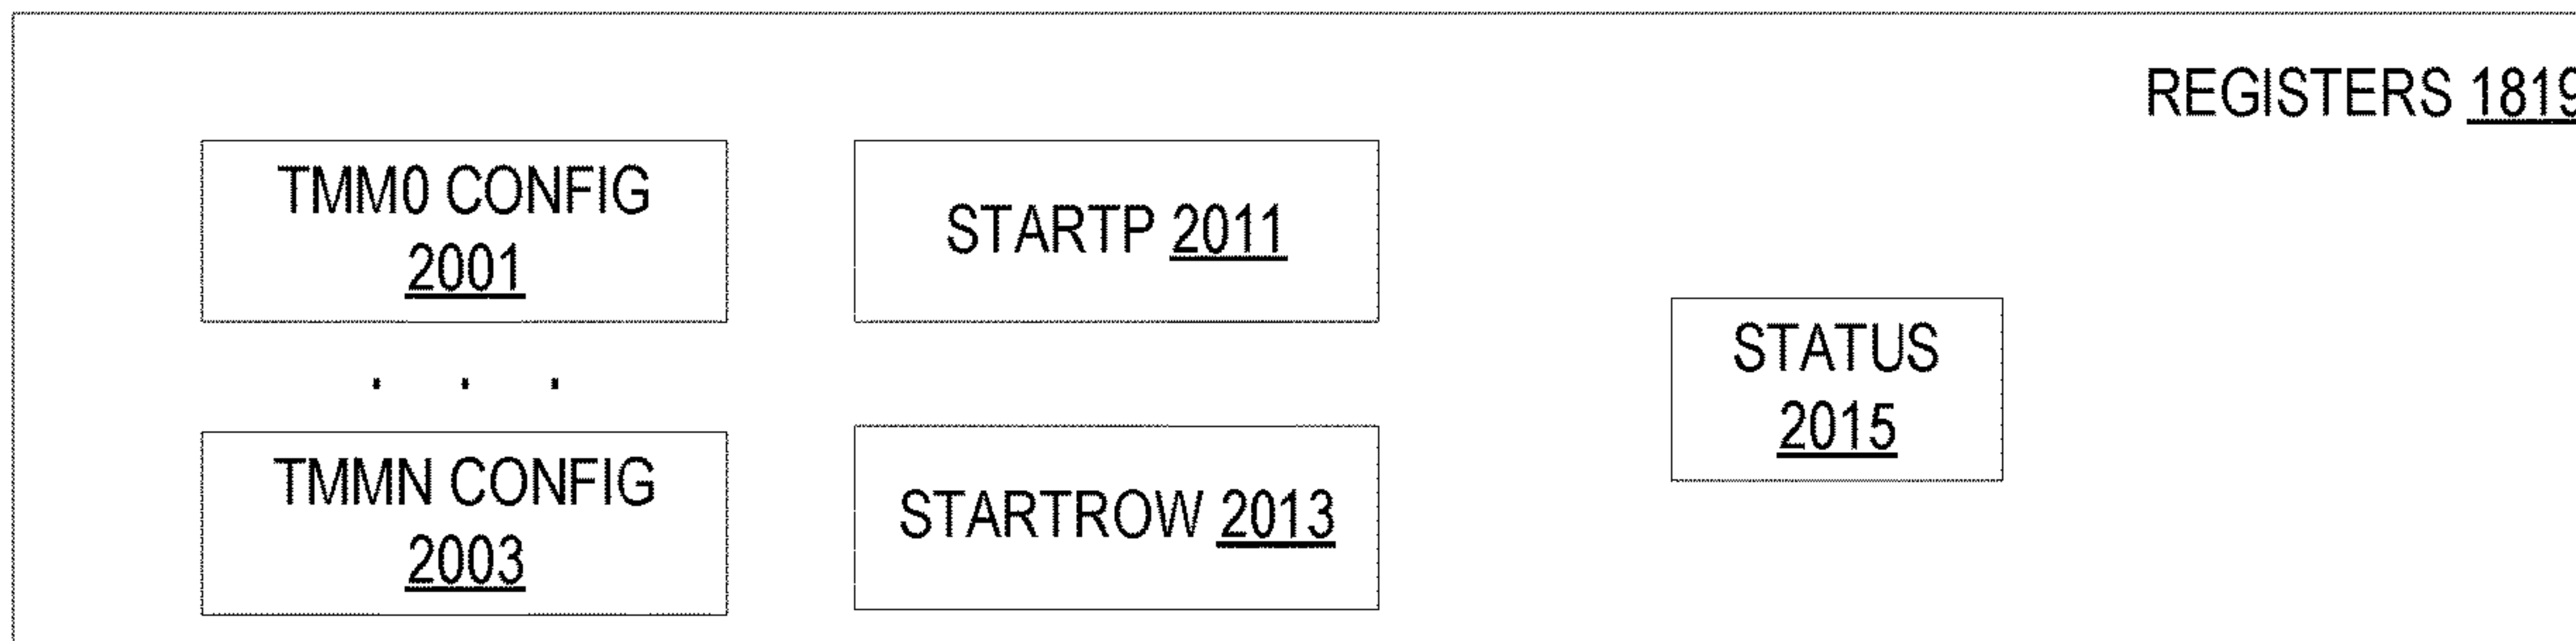 REGISTERS 1819
TMM0 CONFIG
2001
STARTP 2011
STATUS
2015
. . .
TMMN CONFIG
2003
STARTROW 2013